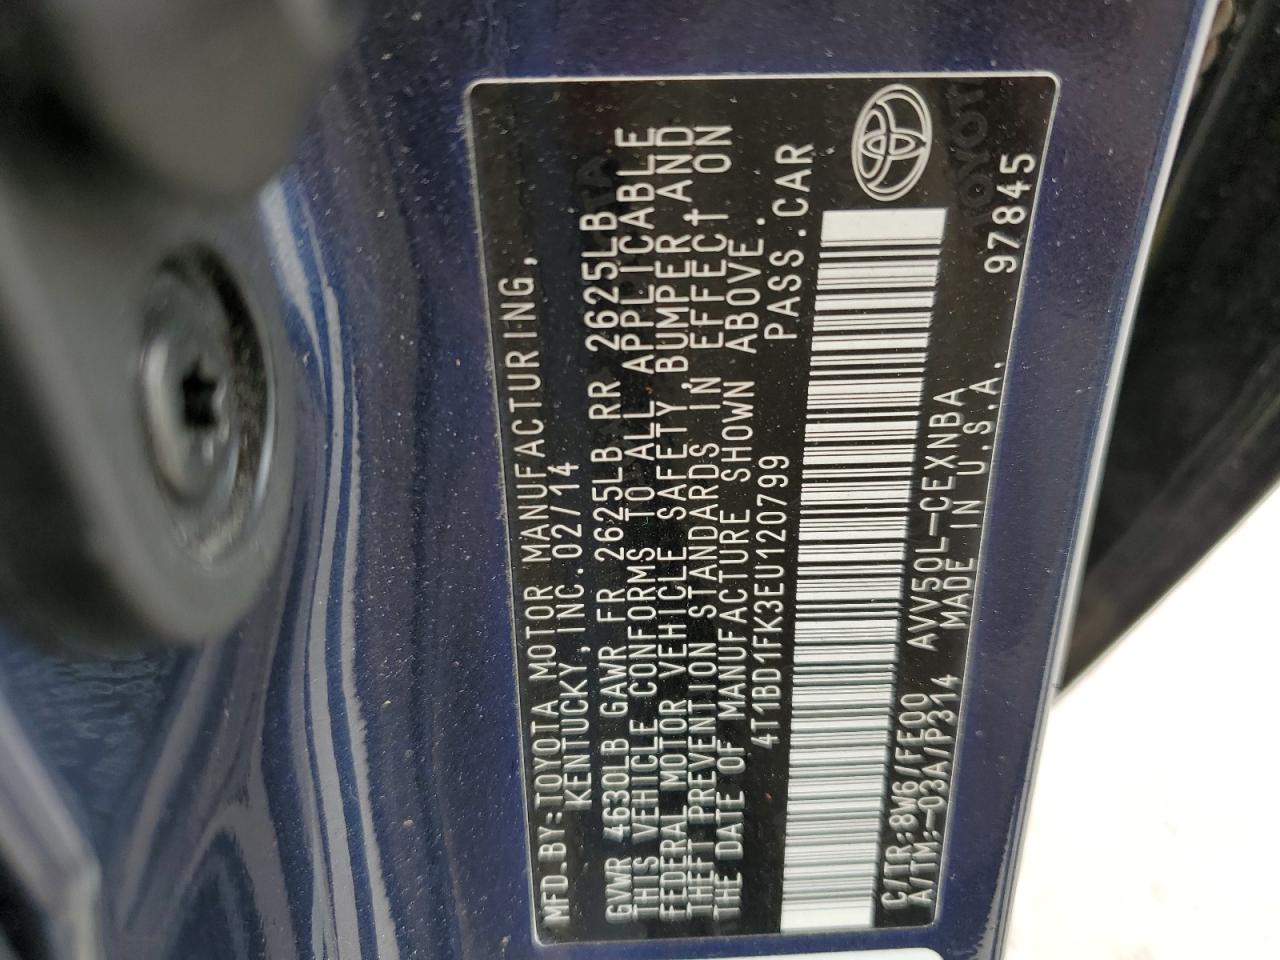 MFD.BY:TOYOTA MOTOR MANUFACTURING,
KENTUCKY,INC.02/14
GVWR 4630LB GAWR FR 2625LB RR 2625LB
THIS VEHICLE CONFORMS TO ALL APPLICABLE
FEDERAL MOTOR VEHICLE SAFETY,BUMPER AND
THEFT PREVENTION STANDARDS IN EFFECT ON
THE DATE OF MANUFACTURE SHOWN ABOVE.
4T1BD1FK3EU120799 PASS.CAR
C/TR:8W6/FE00 AVV50L-CEXNBA
A/TM:-03A/P314 MADE IN U.S.A. 97845